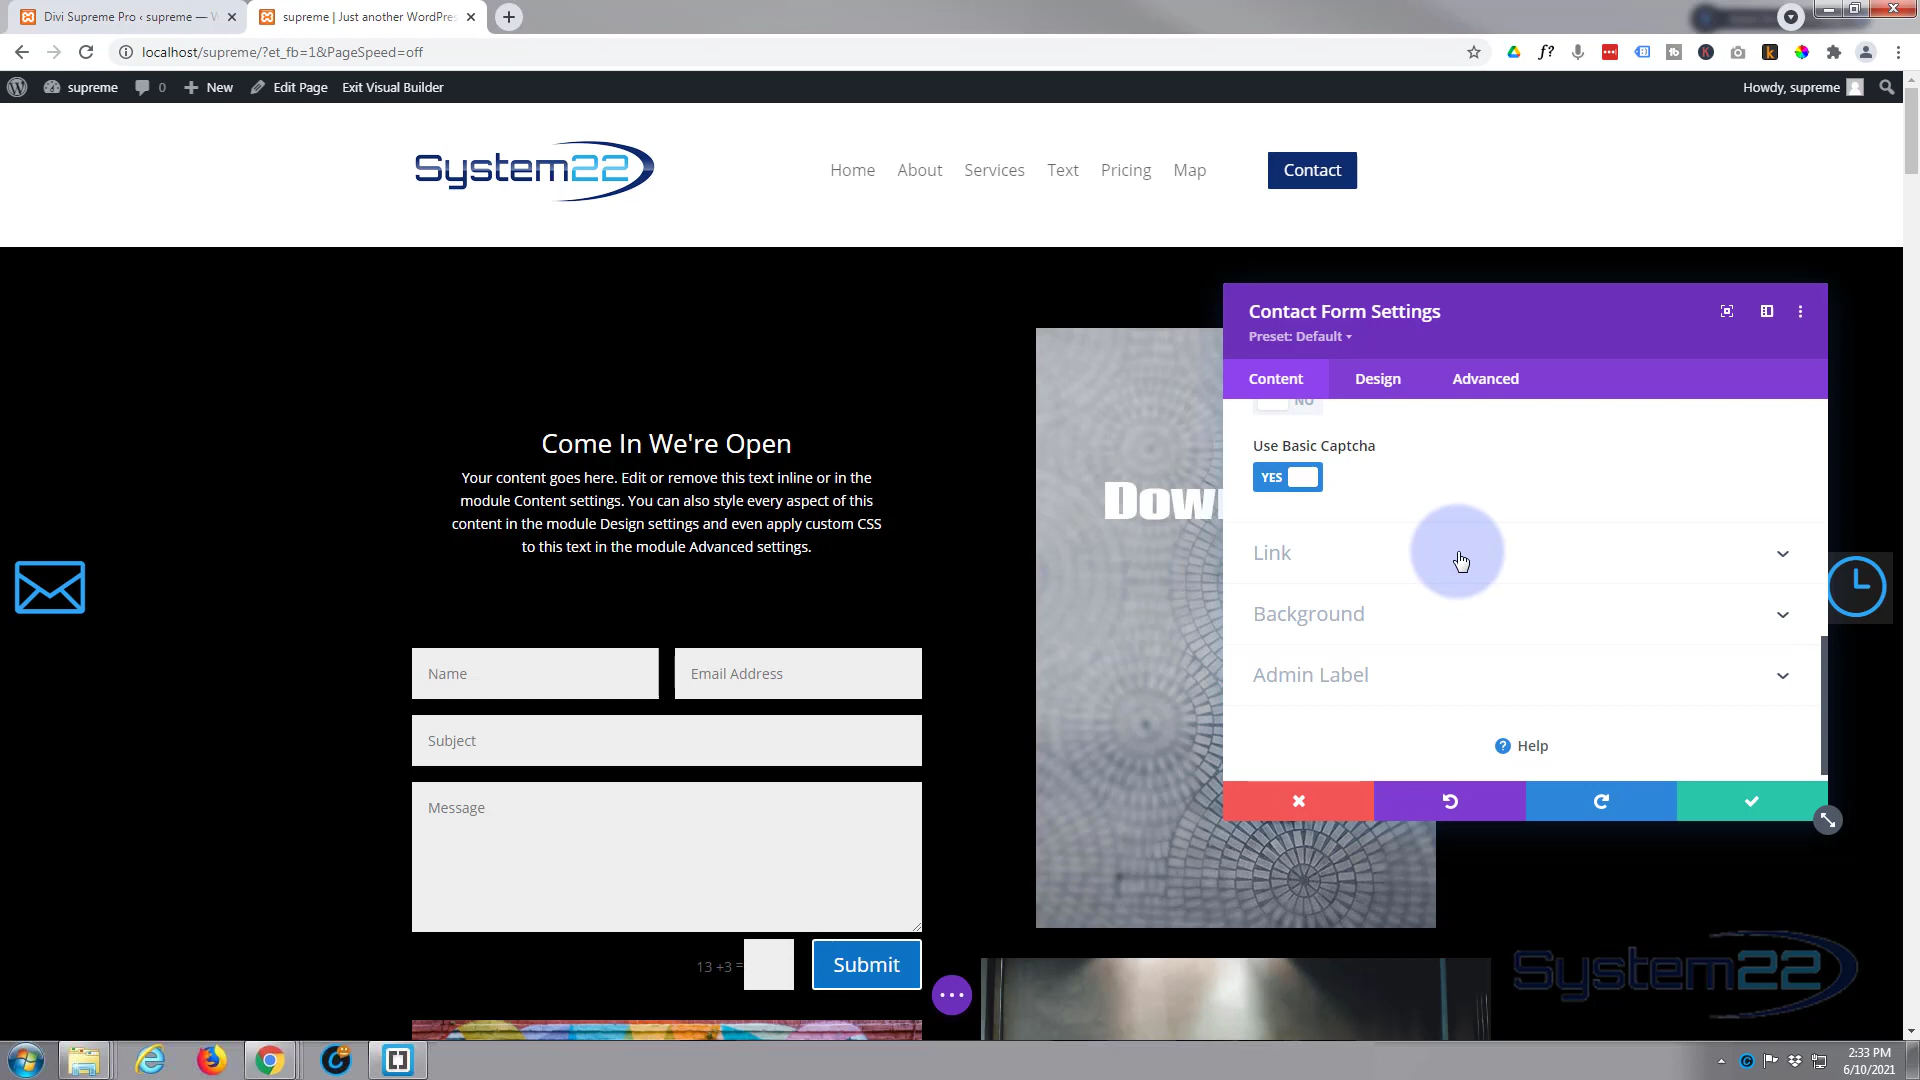 Divi Supreme Pro ‹ supreme — W
supreme | Just another WordPres
localhost/supreme/?et_fb=1&PageSpeed=off
supreme
0
New
Edit Page
Exit Visual Builder
Howdy, supreme
System22
Home
About
Services
Text
Pricing
Map
Contact
Come In We're Open
Your content goes here. Edit or remove this text inline or in the
module Content settings. You can also style every aspect of this
content in the module Design settings and even apply custom CSS
to this text in the module Advanced settings.
Name
Email Address
Subject
Message
13 +3 =
Submit
Contact Form Settings
Preset: Default
Content
Design
Advanced
NO
Use Basic Captcha
YES
Link
Background
Admin Label
Help
System22
2:33 PM
6/10/2021